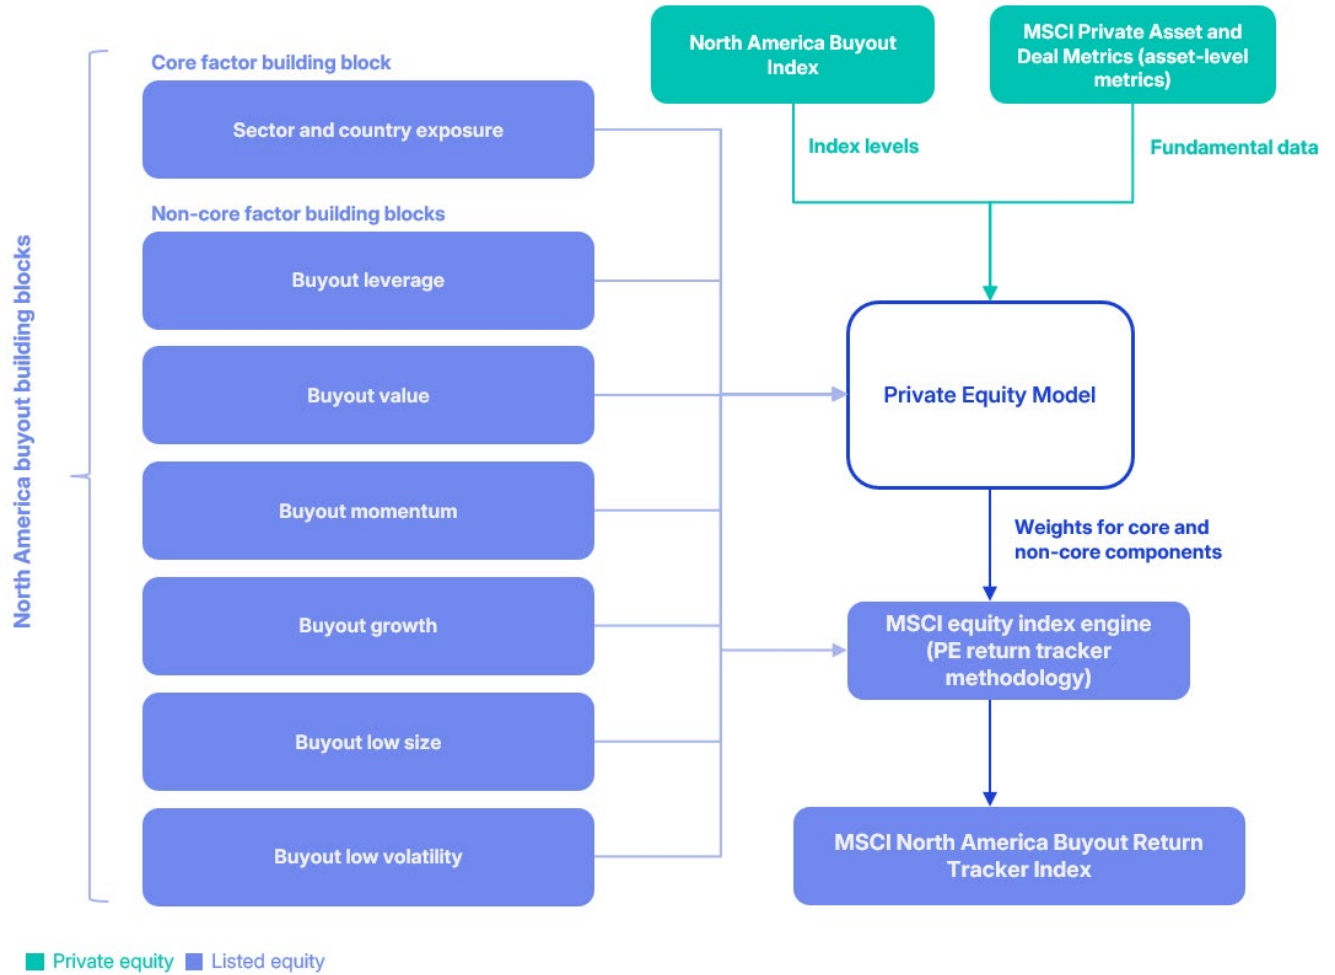 North America buyout building blocks
Core factor building block
Sector and country exposure
Non-core factor building blocks
Buyout leverage
Buyout value
Buyout momentum
Buyout growth
Buyout low size
Buyout low volatility
North America Buyout
Index
MSCI Private Asset and
Deal Metrics (asset-level
metrics)
Index levels
Fundamental data
Private Equity Model
Weights for core and
non-core components
MSCI equity index engine
(PE return tracker
methodology)
MSCI North America Buyout Return
Tracker Index
Private equity
Listed equity